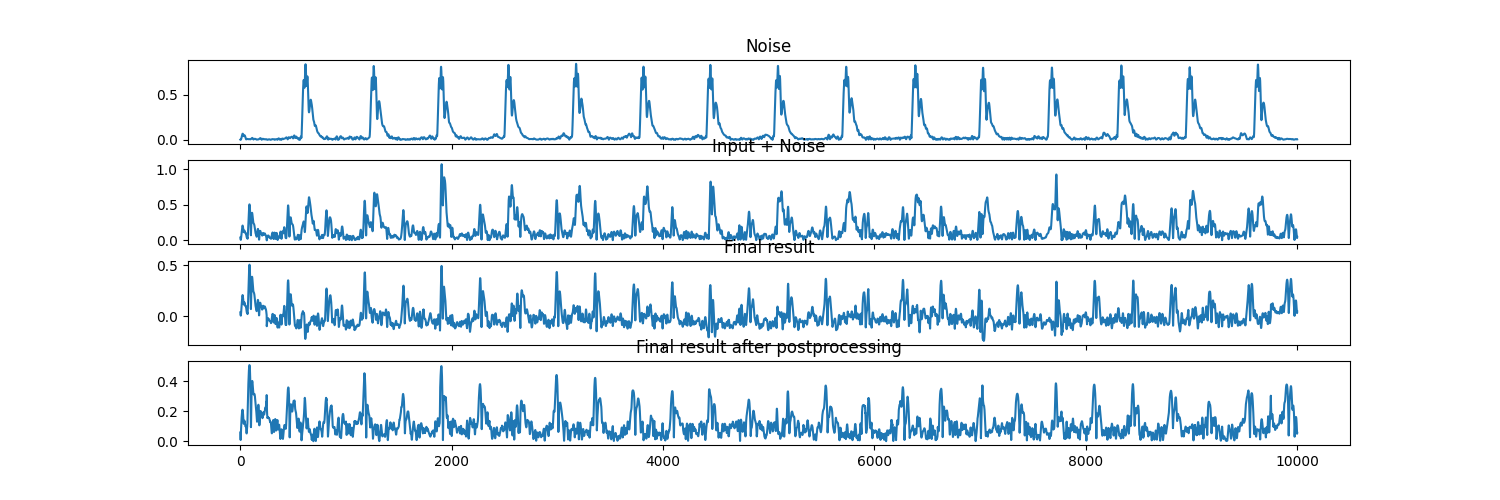 Noise
0.5
0.0
Input + Noise
1.0
0.5
0.0
Final result
0.5
0.0
Final result after postprocessing
0.4
0.2
0.0
0 2000 4000 6000 8000 10000